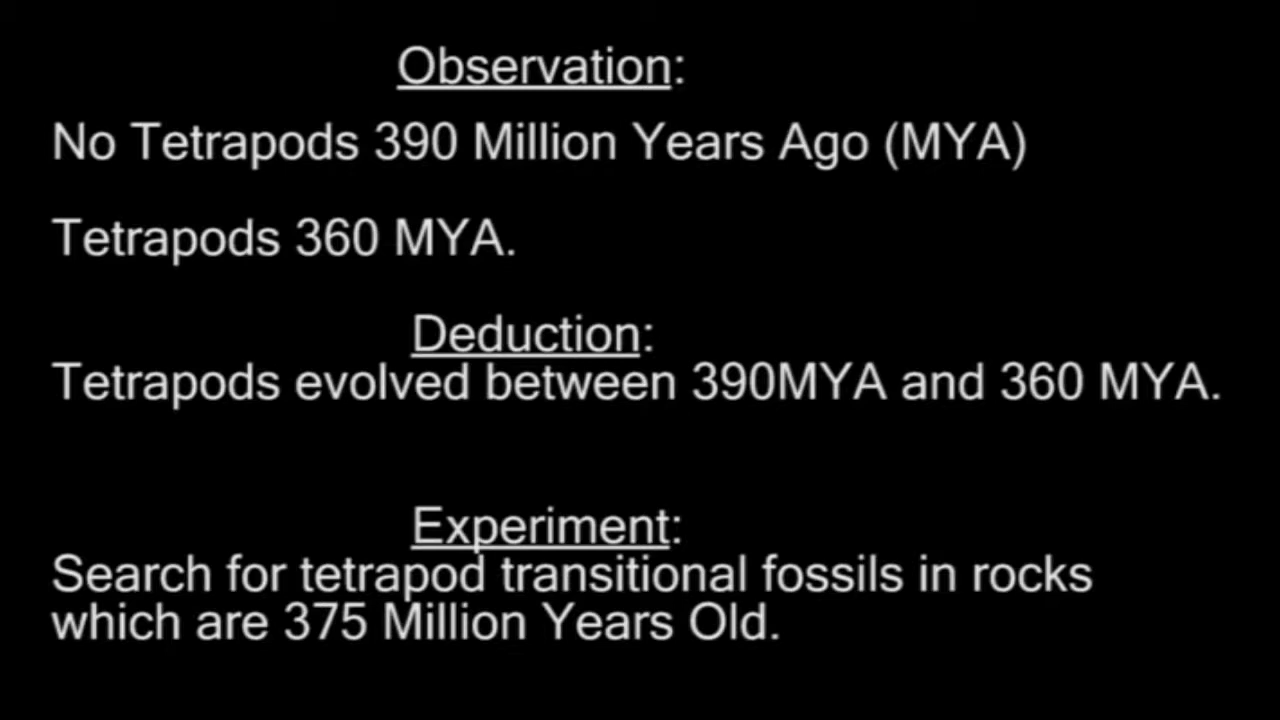 Observation:
No Tetrapods 390 Million Years Ago (MYA)
Tetrapods 360 MYA.
Deduction:
Tetrapods evolved between 390MYA and 360 MYA.
Experiment:
Search for tetrapod transitional fossils in rocks
which are 375 Million Years Old.